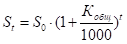 S_t = S_0 · (1 + K_общ. / 1000)^t